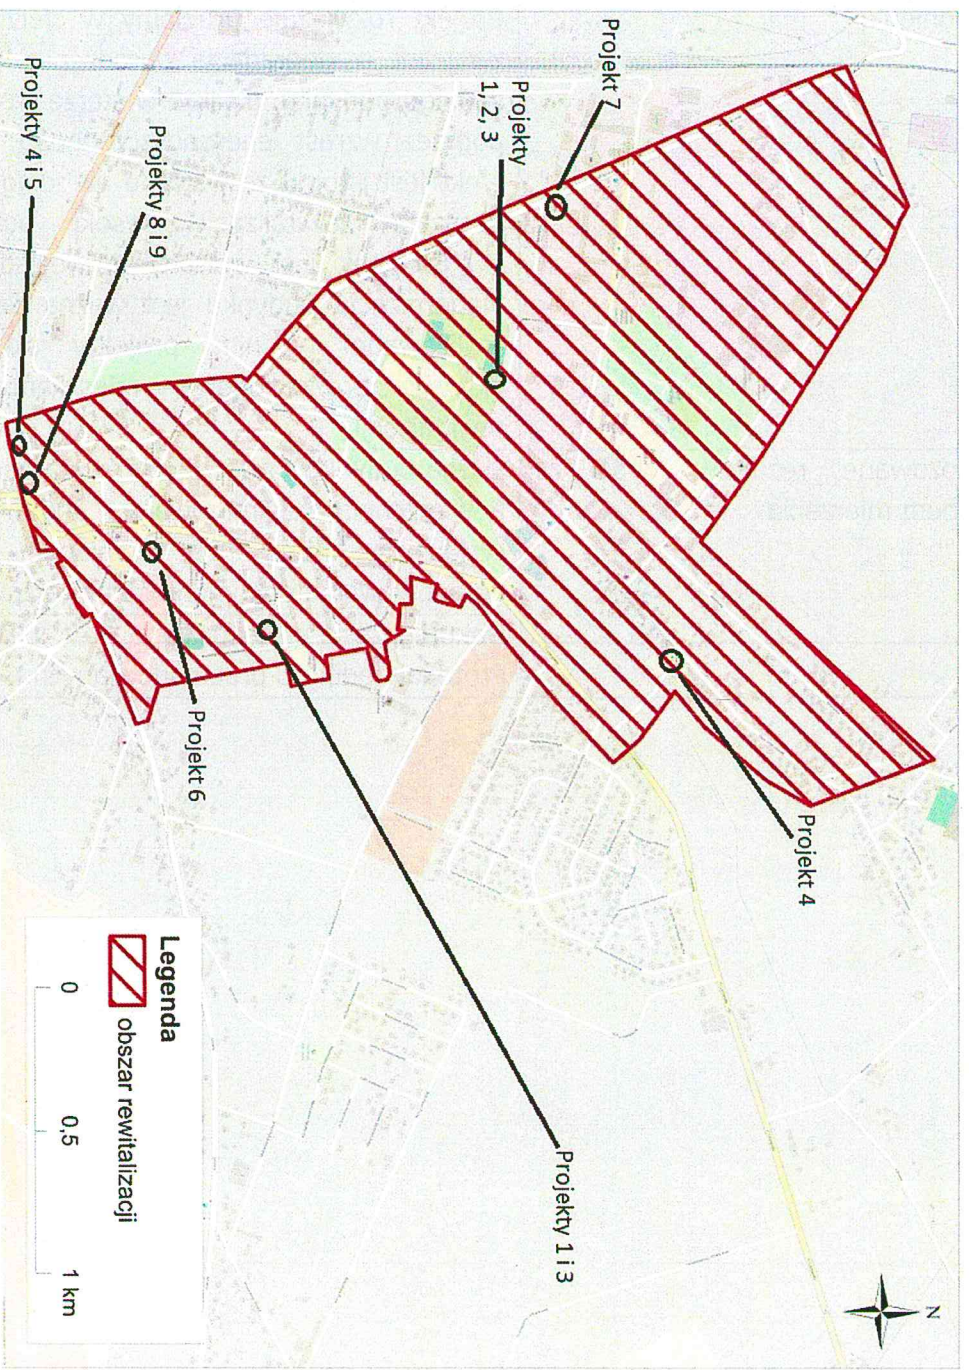 Projekt 7
Projekty
1, 2, 3
Projekty 8 i 9
Projekty 4 i 5
Projekt 4
Projekt 6
Projekty 1 i 3
N
Legenda
obszar rewitalizacji
0
0,5
1 km